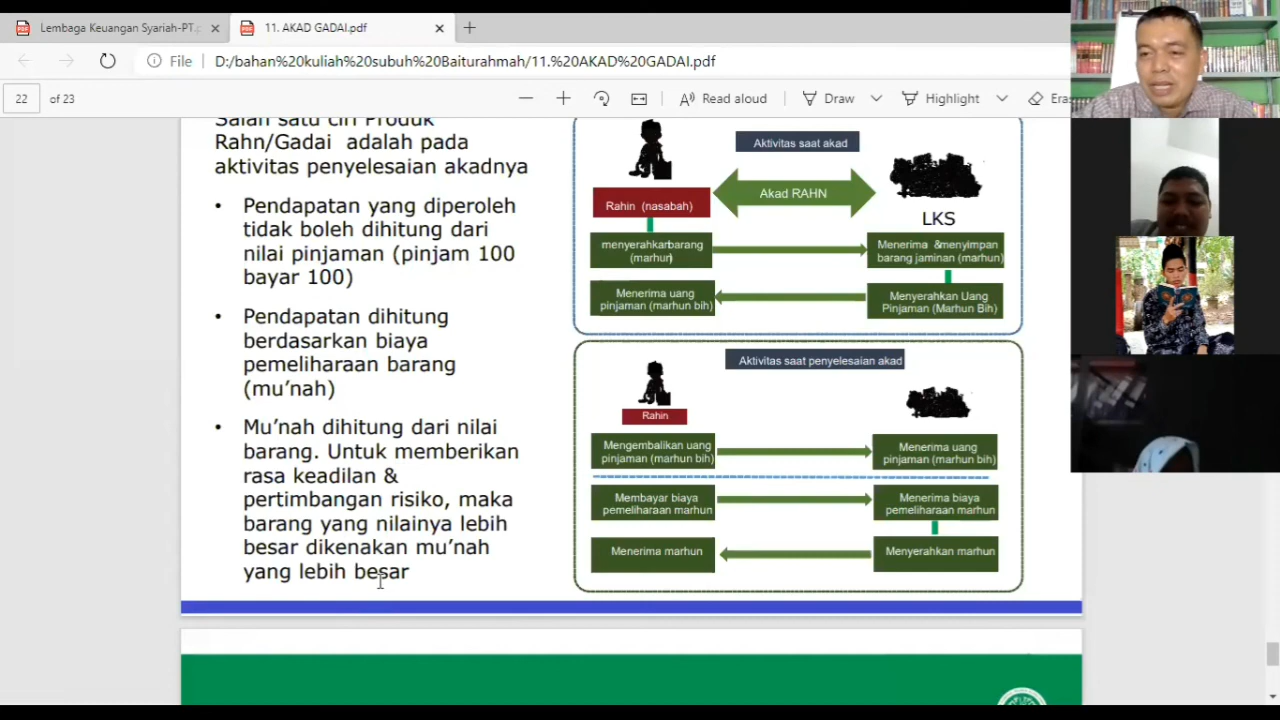 Lembaga Keuangan Syariah-PT.p
11. AKAD GADAI.pdf
File
D:/bahan%20kuliah%20subuh%20Baiturahmah/11.%20AKAD%20GADAI.pdf
22
of 23
Read aloud
Draw
Highlight
Eras
Salah satu ciri Produk
Rahn/Gadai adalah pada
aktivitas penyelesaian akadnya
• Pendapatan yang diperoleh
tidak boleh dihitung dari
nilai pinjaman (pinjam 100
bayar 100)
• Pendapatan dihitung
berdasarkan biaya
pemeliharaan barang
(mu’nah)
• Mu’nah dihitung dari nilai
barang. Untuk memberikan
rasa keadilan &
pertimbangan risiko, maka
barang yang nilainya lebih
besar dikenakan mu’nah
yang lebih besar
Aktivitas saat akad
Akad RAHN
Rahin (nasabah)
LKS
menyerahkan barang
(marhun)
Menerima &menyimpan
barang jaminan (marhun)
Menerima uang
pinjaman (marhun bih)
Menyerahkan Uang
Pinjaman (Marhun Bih)
Aktivitas saat penyelesaian akad
Rahin
Mengembalikan uang
pinjaman (marhun bih)
Menerima uang
pinjaman (marhun bih)
Membayar biaya
pemeliharaan marhun
Menerima biaya
pemeliharaan marhun
Menerima marhun
Menyerahkan marhun